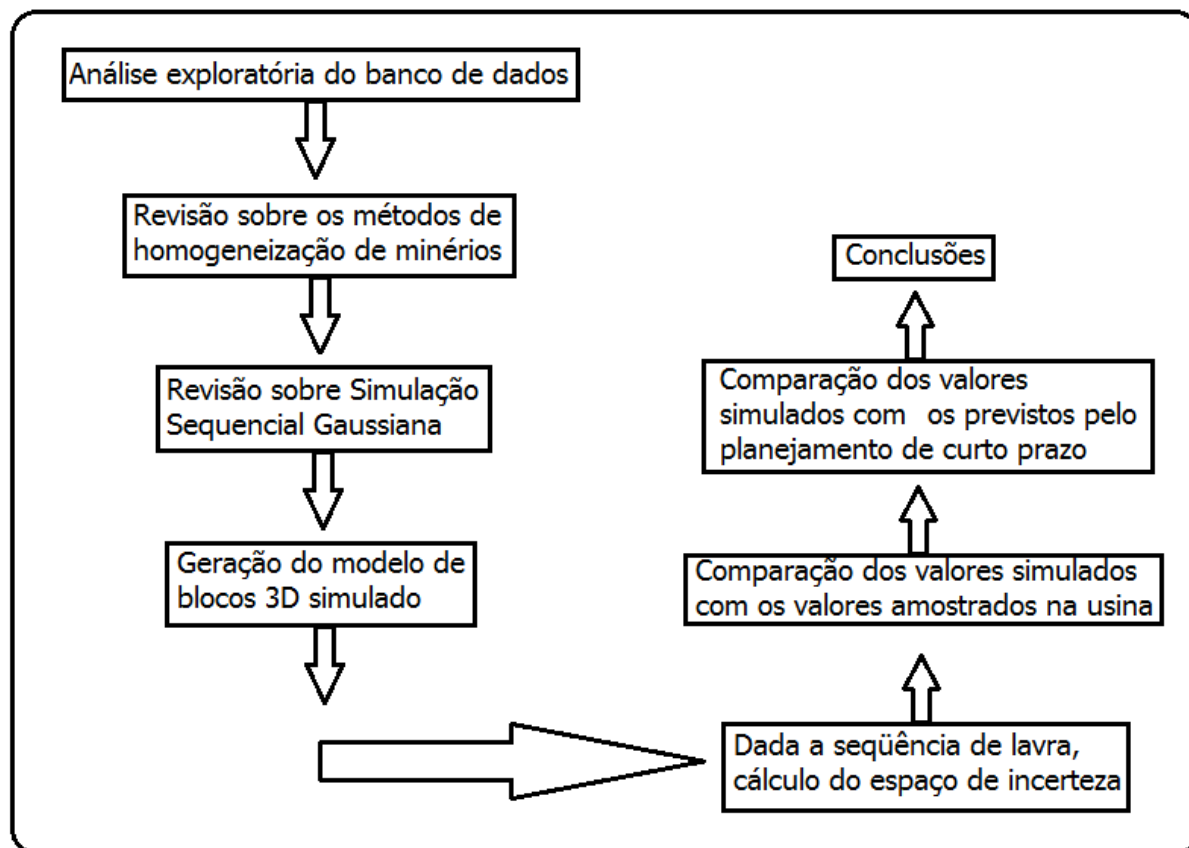 Análise exploratória do banco de dados
Revisão sobre os métodos de
homogeneização de minérios
Revisão sobre Simulação
Sequencial Gaussiana
Geração do modelo de
blocos 3D simulado
Dada a seqüência de lavra,
cálculo do espaço de incerteza
Comparação dos valores simulados
com os valores amostrados na usina
Comparação dos valores
simulados com os previstos pelo
planejamento de curto prazo
Conclusões